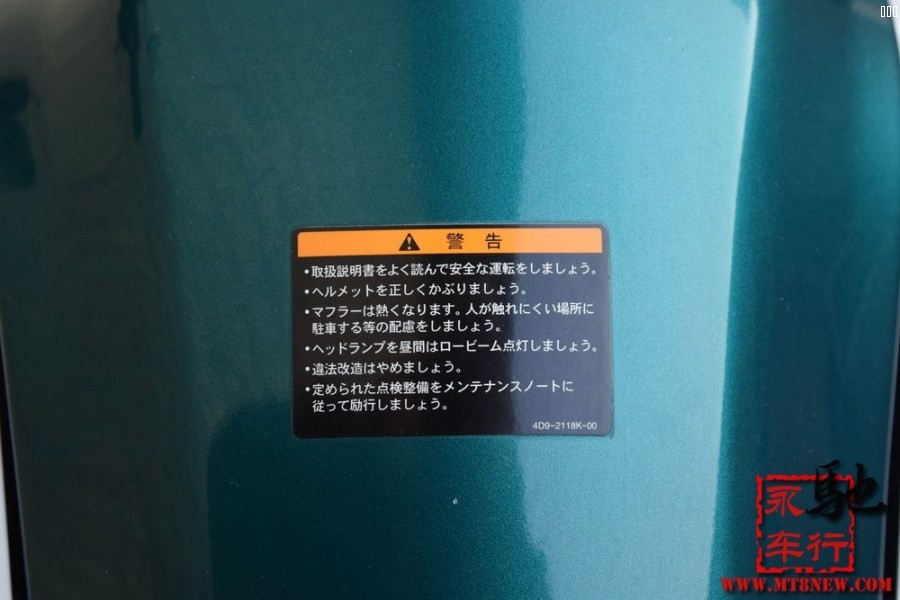 警告
•取扱説明書をよく読んで安全な運転をしましょう。
•ヘルメットを正しくかぶりましょう。
•マフラーは熱くなります。人が触れにくい場所に
駐車する等の配慮をしましょう。
•ヘッドランプを昼間はロービーム点灯しましょう。
•違法改造はやめましょう。
•定められた点検整備をメンテナンスノートに
従って励行しましょう。
4D9-2118K-00
永馳
车行
WWW.MT8NEW.COM